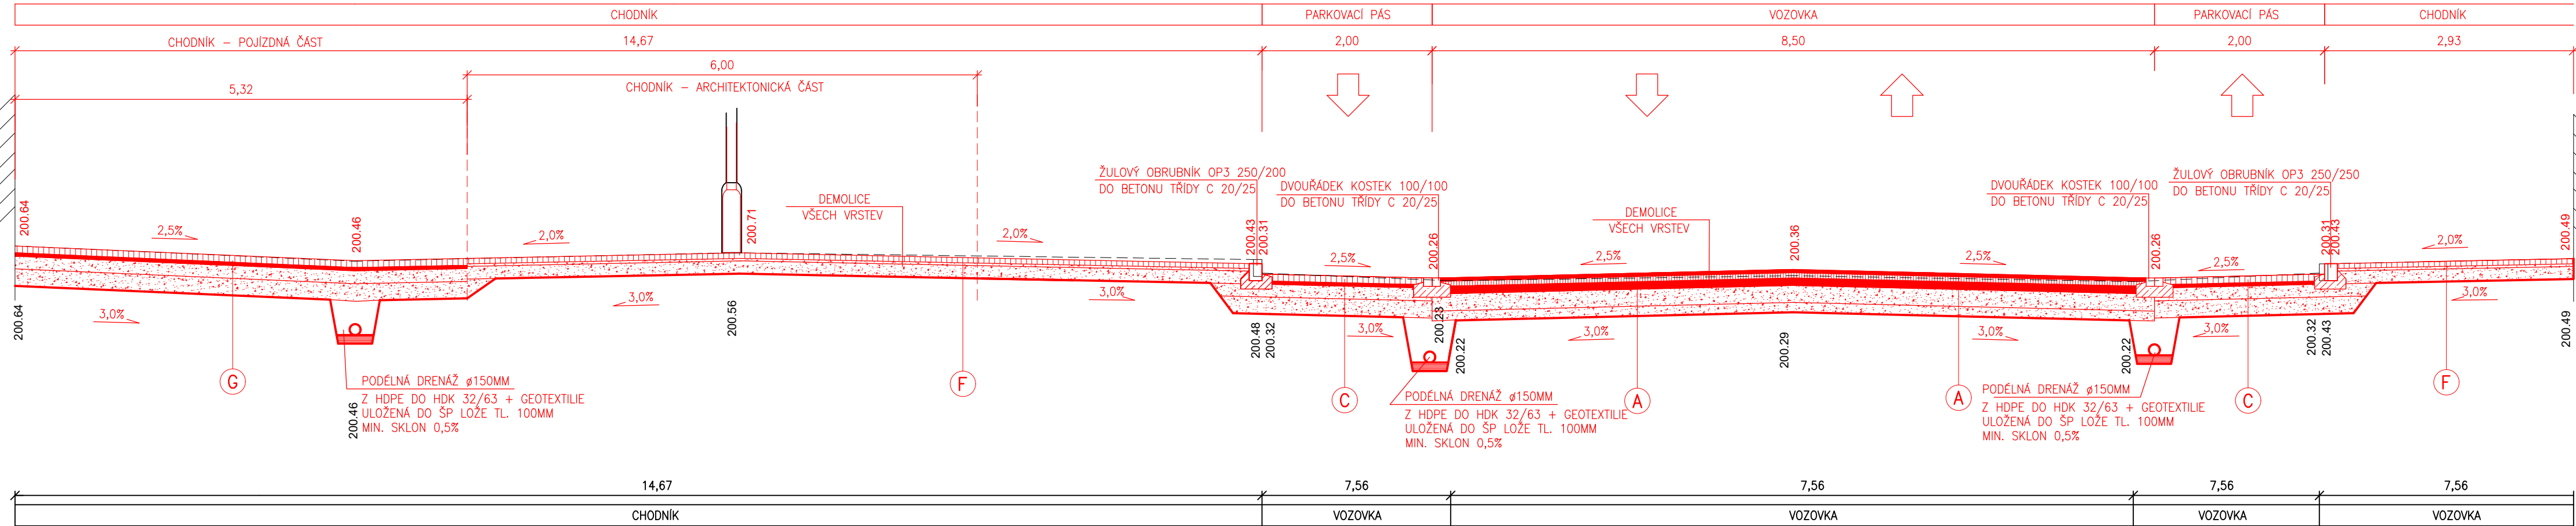 CHODNÍK
PARKOVACÍ PÁS
VOZOVKA
PARKOVACÍ PÁS
CHODNÍK
CHODNÍK – POJÍZDNÁ ČÁST
14,67
2,00
8,50
2,00
2,93
6,00
CHODNÍK – ARCHITEKTONICKÁ ČÁST
5,32
ŽULOVÝ OBRUBNÍK OP3 250/200
DO BETONU TŘÍDY C 20/25
DVOUŘÁDEK KOSTEK 100/100
DO BETONU TŘÍDY C 20/25
DVOUŘÁDEK KOSTEK 100/100
DO BETONU TŘÍDY C 20/25
ŽULOVÝ OBRUBNÍK OP3 250/250
DO BETONU TŘÍDY C 20/25
DEMOLICE
VŠECH VRSTEV
DEMOLICE
VŠECH VRSTEV
200.64
200.46
200.71
200.43
200.31
200.26
200.36
200.26
200.31
200.43
200.49
2,5%
2,0%
2,0%
2,5%
2,5%
2,5%
2,5%
2,0%
3,0%
3,0%
3,0%
3,0%
3,0%
3,0%
3,0%
3,0%
200.64
200.46
200.56
200.48
200.32
200.23
200.22
200.29
200.22
200.32
200.43
200.49
G
F
C
A
A
C
F
PODÉLNÁ DRENÁŽ ø150MM
Z HDPE DO HDK 32/63 + GEOTEXTILIE
ULOŽENÁ DO ŠP LOŽE TL. 100MM
MIN. SKLON 0,5%
PODÉLNÁ DRENÁŽ ø150MM
Z HDPE DO HDK 32/63 + GEOTEXTILIE
ULOŽENÁ DO ŠP LOŽE TL. 100MM
MIN. SKLON 0,5%
PODÉLNÁ DRENÁŽ ø150MM
Z HDPE DO HDK 32/63 + GEOTEXTILIE
ULOŽENÁ DO ŠP LOŽE TL. 100MM
MIN. SKLON 0,5%
14,67
7,56
7,56
7,56
7,56
CHODNÍK
VOZOVKA
VOZOVKA
VOZOVKA
VOZOVKA